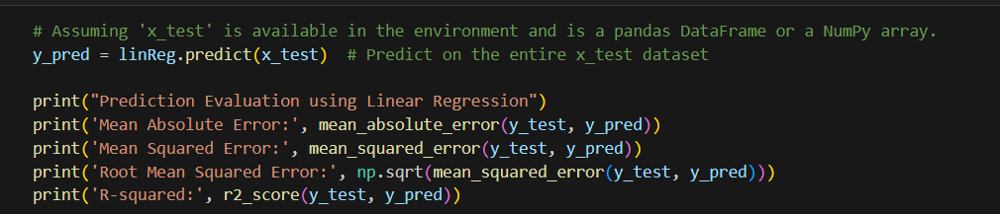 # Assuming 'x_test' is available in the environment and is a pandas DataFrame or a NumPy array.
y_pred = linReg.predict(x_test)  # Predict on the entire x_test dataset
print("Prediction Evaluation using Linear Regression")
print('Mean Absolute Error:', mean_absolute_error(y_test, y_pred))
print('Mean Squared Error:', mean_squared_error(y_test, y_pred))
print('Root Mean Squared Error:', np.sqrt(mean_squared_error(y_test, y_pred)))
print('R-squared:', r2_score(y_test, y_pred))